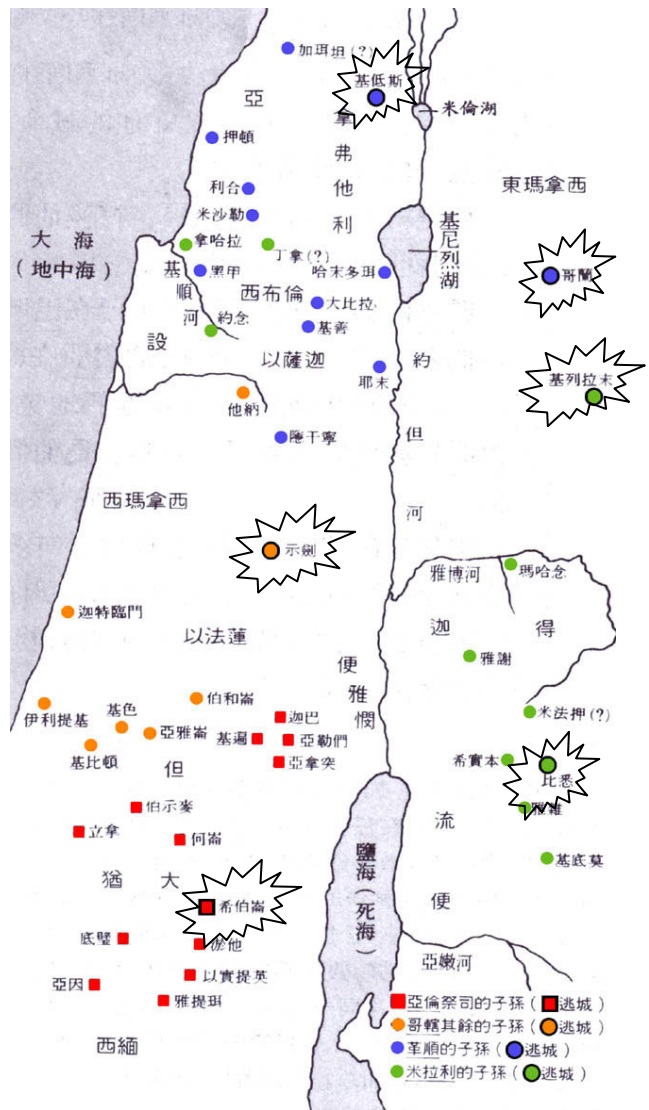 加珥坦(?)
基低斯
亞
拿弗他利
米倫湖
押頓
東瑪拿西
利合
米沙勒
大海
(地中海)
拿哈拉
丁拿(?)
基尼烈湖
基順河
黑甲
哈末多珥
哥蘭
西布倫
大比拉
約念
基善
設
以薩迦
耶末
約但河
基列拉末
他納
隱干寧
西瑪拿西
示劍
雅博河
瑪哈念
迦特臨門
以法蓮
迦得
雅謝
便雅憫
伯和崙
伊利提基
基色
迦巴
米法押(?)
亞雅崙
基遍
亞勒們
基比頓
但
亞拿突
希實本
比悉
伯示麥
雅雜
立拿
何崙
流便
鹽海(死海)
基底莫
猶大
希伯崙
底璧
淤他
亞嫩河
亞因
以實提英
雅提珥
西緬
亞倫祭司的子孫(逃城)
哥轄其餘的子孫(逃城)
革順的子孫(逃城)
米拉利的子孫(逃城)